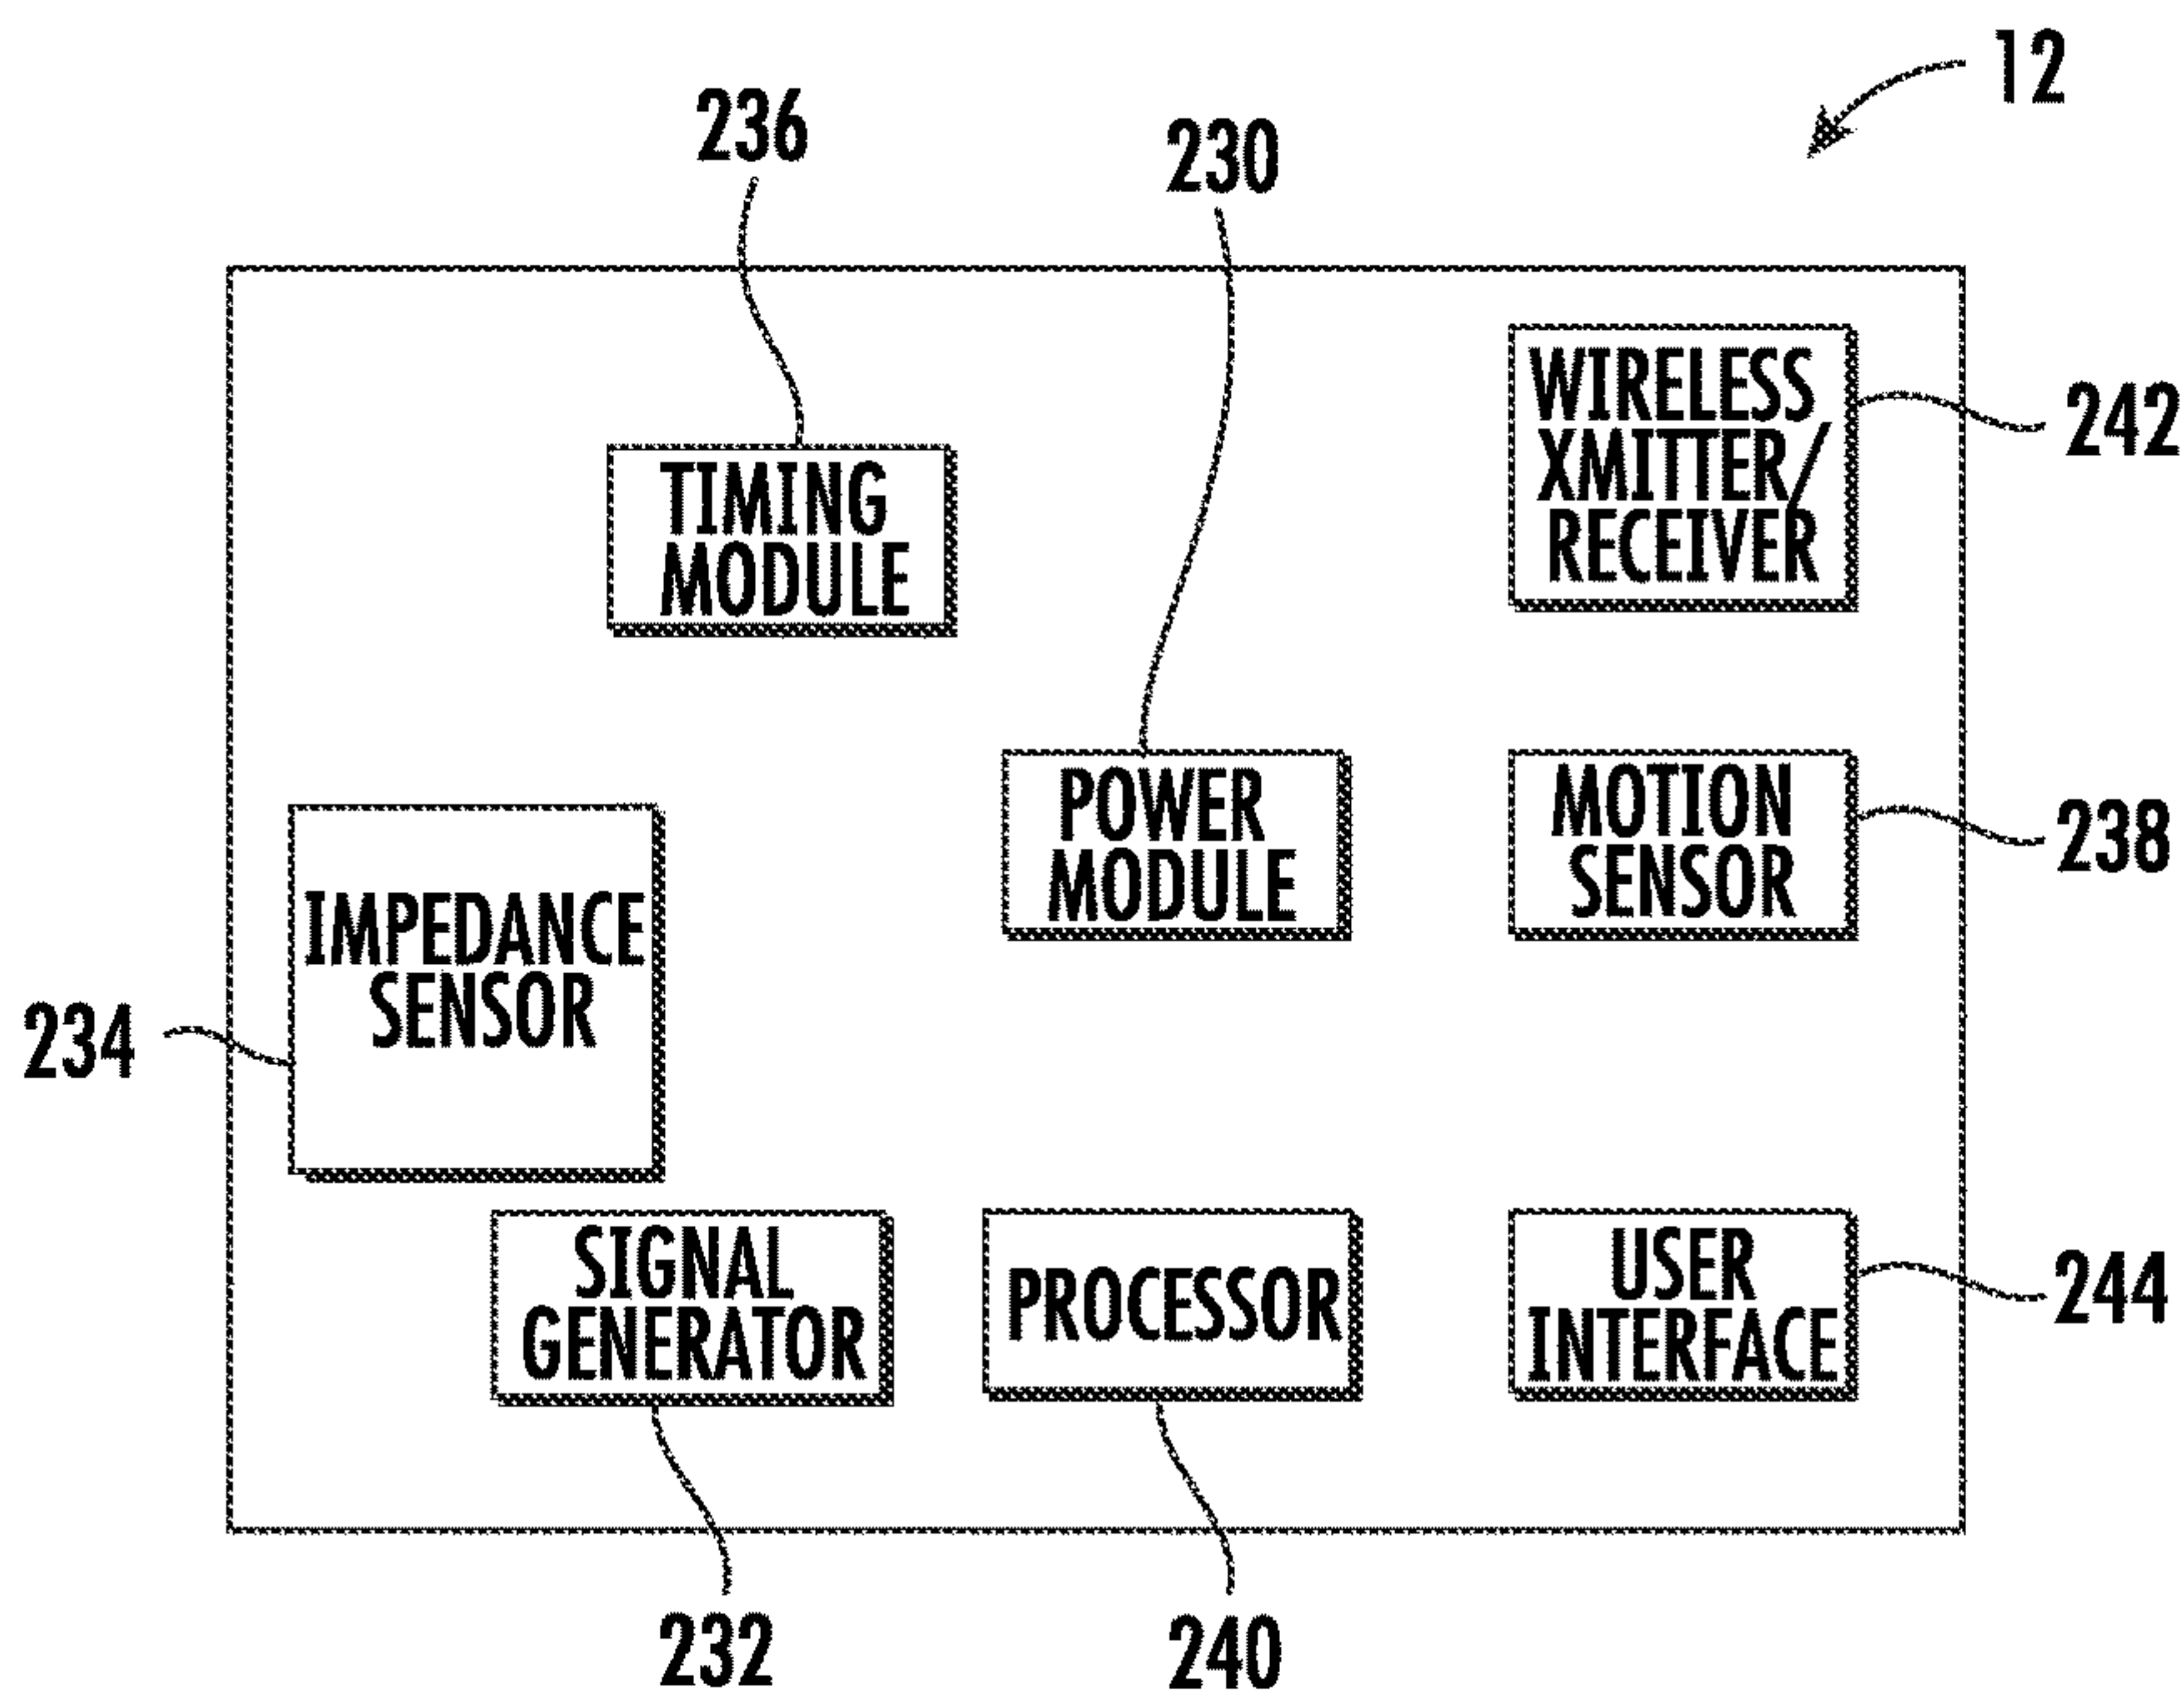 12
236
230
WIRELESS
XMITTER/
RECEIVER
242
TIMING
MODULE
POWER
MODULE
MOTION
SENSOR
238
IMPEDANCE
SENSOR
234
SIGNAL
GENERATOR
PROCESSOR
USER
INTERFACE
244
232
240